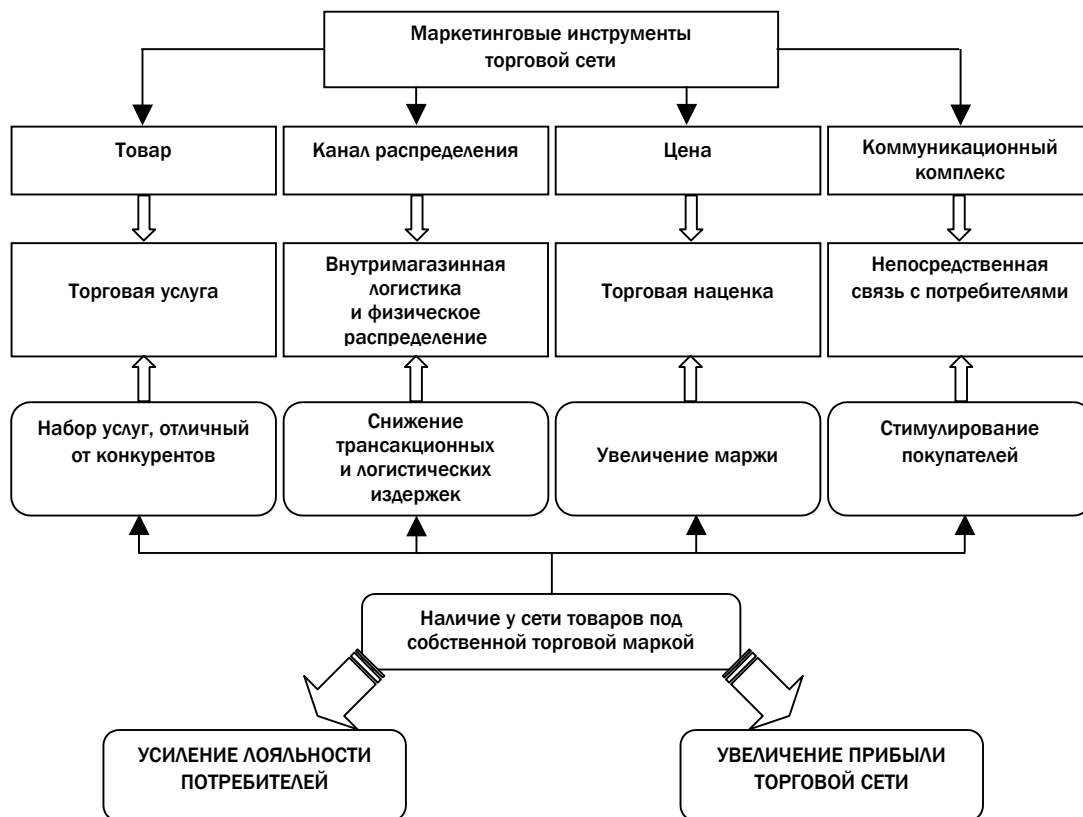 Маркетинговые инструменты
торговой сети
Товар
Канал распределения
Цена
Коммуникационный
комплекс
Торговая услуга
Внутримагазинная
логистика
и физическое
распределение
Торговая наценка
Непосредственная
связь с потребителями
Набор услуг, отличный
от конкурентов
Снижение
трансакционных
и логистических
издержек
Увеличение маржи
Стимулирование
покупателей
Наличие у сети товаров под
собственной торговой маркой
УСИЛЕНИЕ ЛОЯЛЬНОСТИ
ПОТРЕБИТЕЛЕЙ
УВЕЛИЧЕНИЕ ПРИБЫЛИ
ТОРГОВОЙ СЕТИ